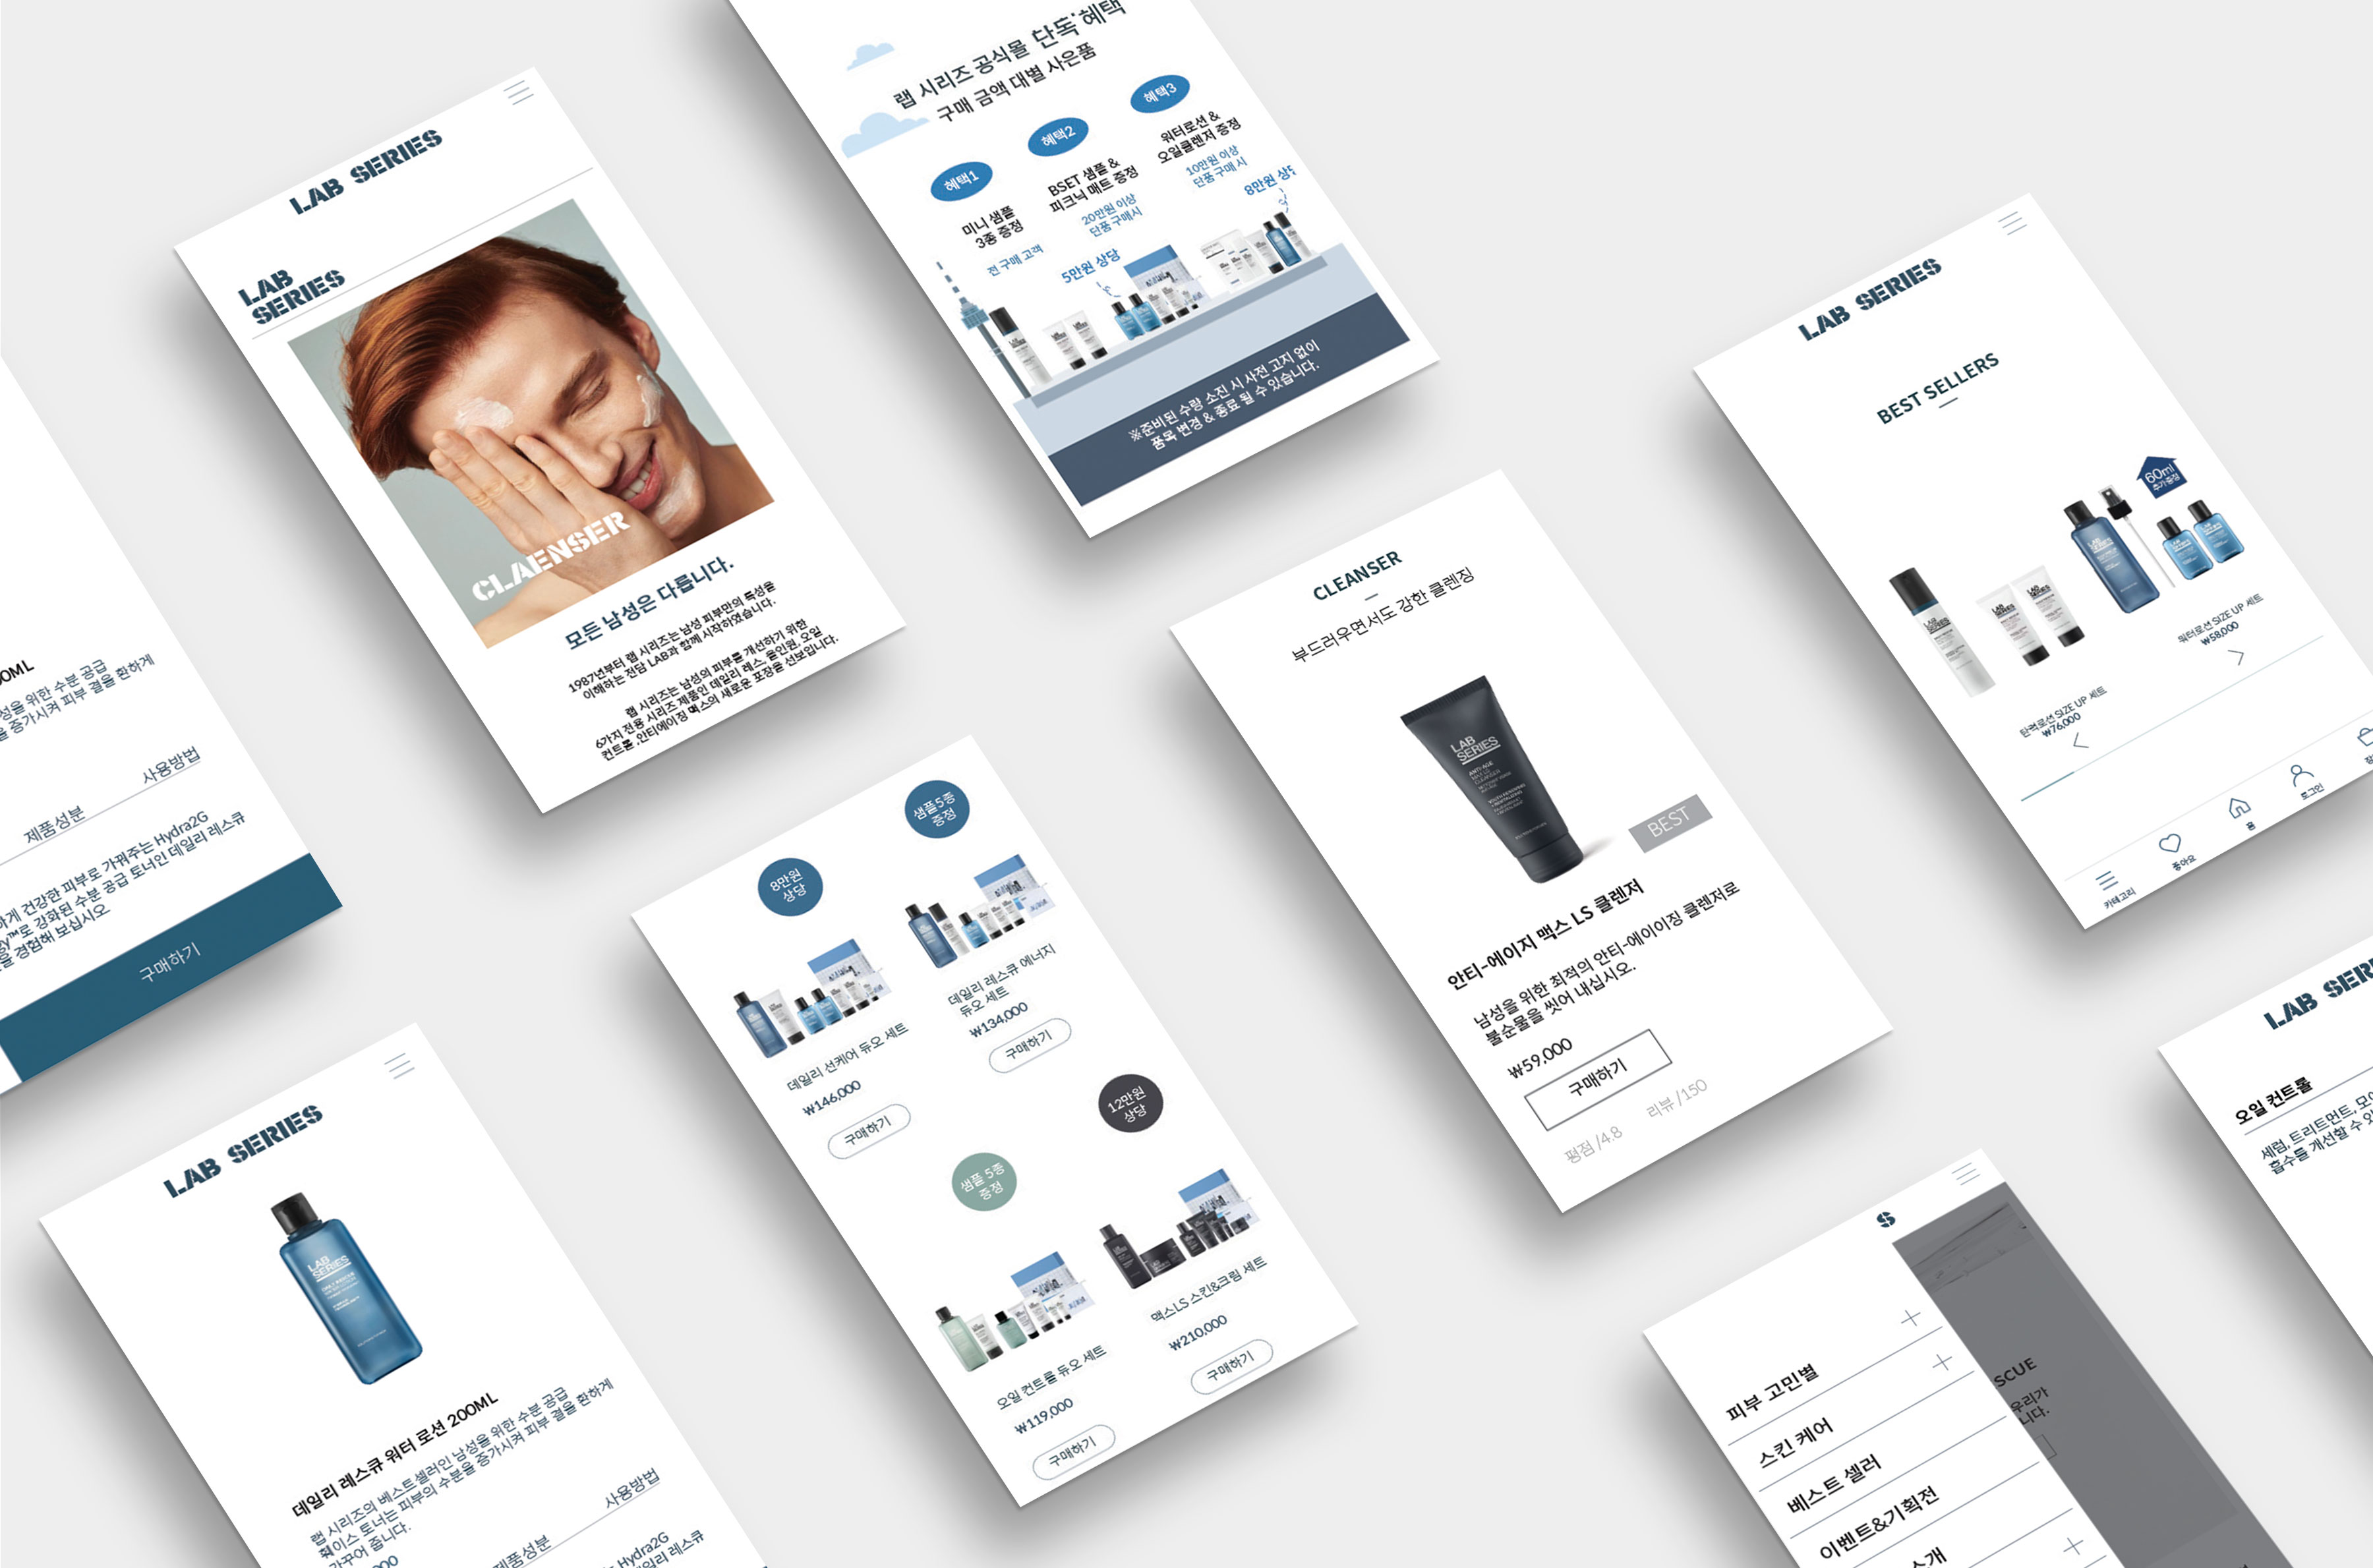 랩 시리즈 공식몰 단독 혜택
구매 금액 대별 사은품
혜택1
미니 샘플
3종 증정
전 구매 고객
혜택2
BSET 샘플 &
피크닉 매트 증정
20만원 이상
단품 구매시
5만원 상당
혜택3
워터로션 &
오일클렌저 증정
10만원 이상
단품 구매 시
8만원
※준비된 수량 소진 시 사전 고지 없이
품목 변경 & 종료 될 수 있습니다.
LAB SERIES
LAB
SERIES
CLAENSER
모든 남성은 다릅니다.
1987년부터 랩 시리즈는 남성 피부만의 특성을
이해하는 전담 LAB과 함께 시작하였습니다.
랩 시리즈는 남성의 피부를 개선하기 위한
6가지 전용 시리즈 제품인 데일리 레스, 올인원, 오일
컨트롤, 안티에이징 맥스의 새로운 포장을 선보입니다.
LAB SERIES
BEST SELLERS
60ml
추가증정
탄력로션 SIZE UP 세트
₩76,000
워터로션 SIZE UP 세트
₩58,000
카테고리
좋아요
홈
로그인
0ML
위한 수분 공급
증가시켜 피부 결을 환하게
제품성분
사용방법
하게 건강한 피부로 가꿔주는 Hydra2G
y™로 강화된 수분 공급 토너인 데일리 레스큐
경험해 보십시오.
구매하기
CLEANSER
부드러우면서도 강한 클렌징
LAB
SERIES
ANTI-AGE
MAX LS
CLEANSER
BEST
안티-에이지 맥스 LS 클렌저
남성을 위한 최적의 안티-에이이징 클렌저로
불순물을 씻어 내십시오.
₩59,000
구매하기
평점 /4.8
리뷰 /150
8만원
상당
데일리 선케어 듀오 세트
₩146,000
구매하기
샘플5종
증정
데일리 레스큐 에너지
듀오 세트
₩134,000
구매하기
샘플 5종
증정
오일 컨트롤 듀오 세트
₩119,000
구매하기
12만원
상당
맥스LS 스킨&크림 세트
₩210,000
구매하기
LAB SERIES
LAB
SERIES
데일리 레스큐 워터 로션 200ML
랩 시리즈의 베스트 셀러인 남성을 위한 수분 공급
훼이스 토너는 피부의 수분을 증가시켜 피부 결을 환하게
가꾸어 줍니다.
제품성분
사용방법
Hydra2G
데일리 레스큐
S
피부 고민별
스킨 케어
베스트 셀러
이벤트&기획전
소개
SCUE
우리가
니다.
LAB SERI
오일 컨트롤
세럼, 트리트먼트,
흡수를 개선할 수